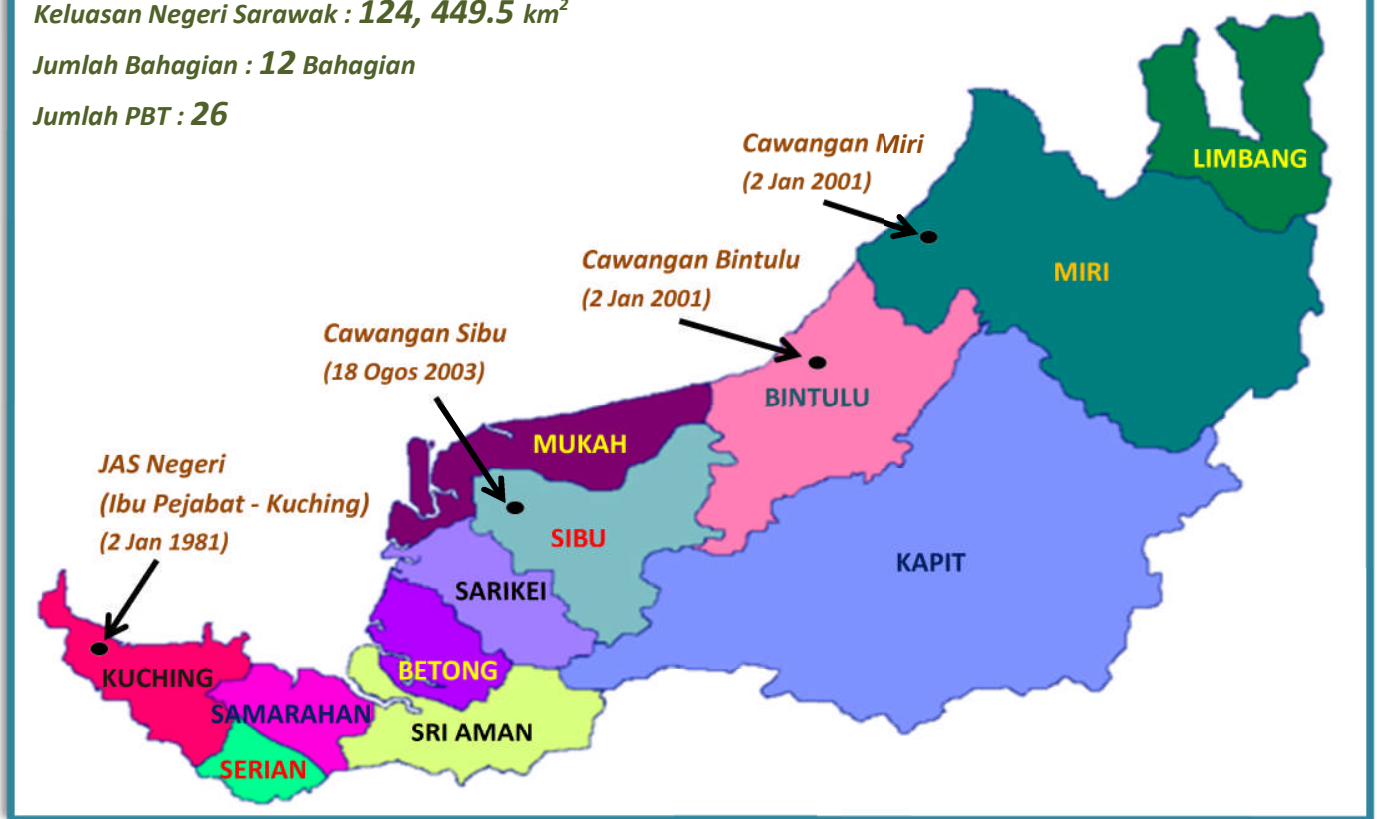 Keluasan Negeri Sarawak : 124, 449.5 km²
Jumlah Bahagian : 12 Bahagian
Jumlah PBT : 26
Cawangan Miri
(2 Jan 2001)
LIMBANG
Cawangan Bintulu
(2 Jan 2001)
MIRI
Cawangan Sibu
(18 Ogos 2003)
BINTULU
MUKAH
JAS Negeri
(Ibu Pejabat - Kuching)
(2 Jan 1981)
SIBU
KAPIT
SARIKEI
BETONG
KUCHING
SAMARAHAN
SRI AMAN
SERIAN